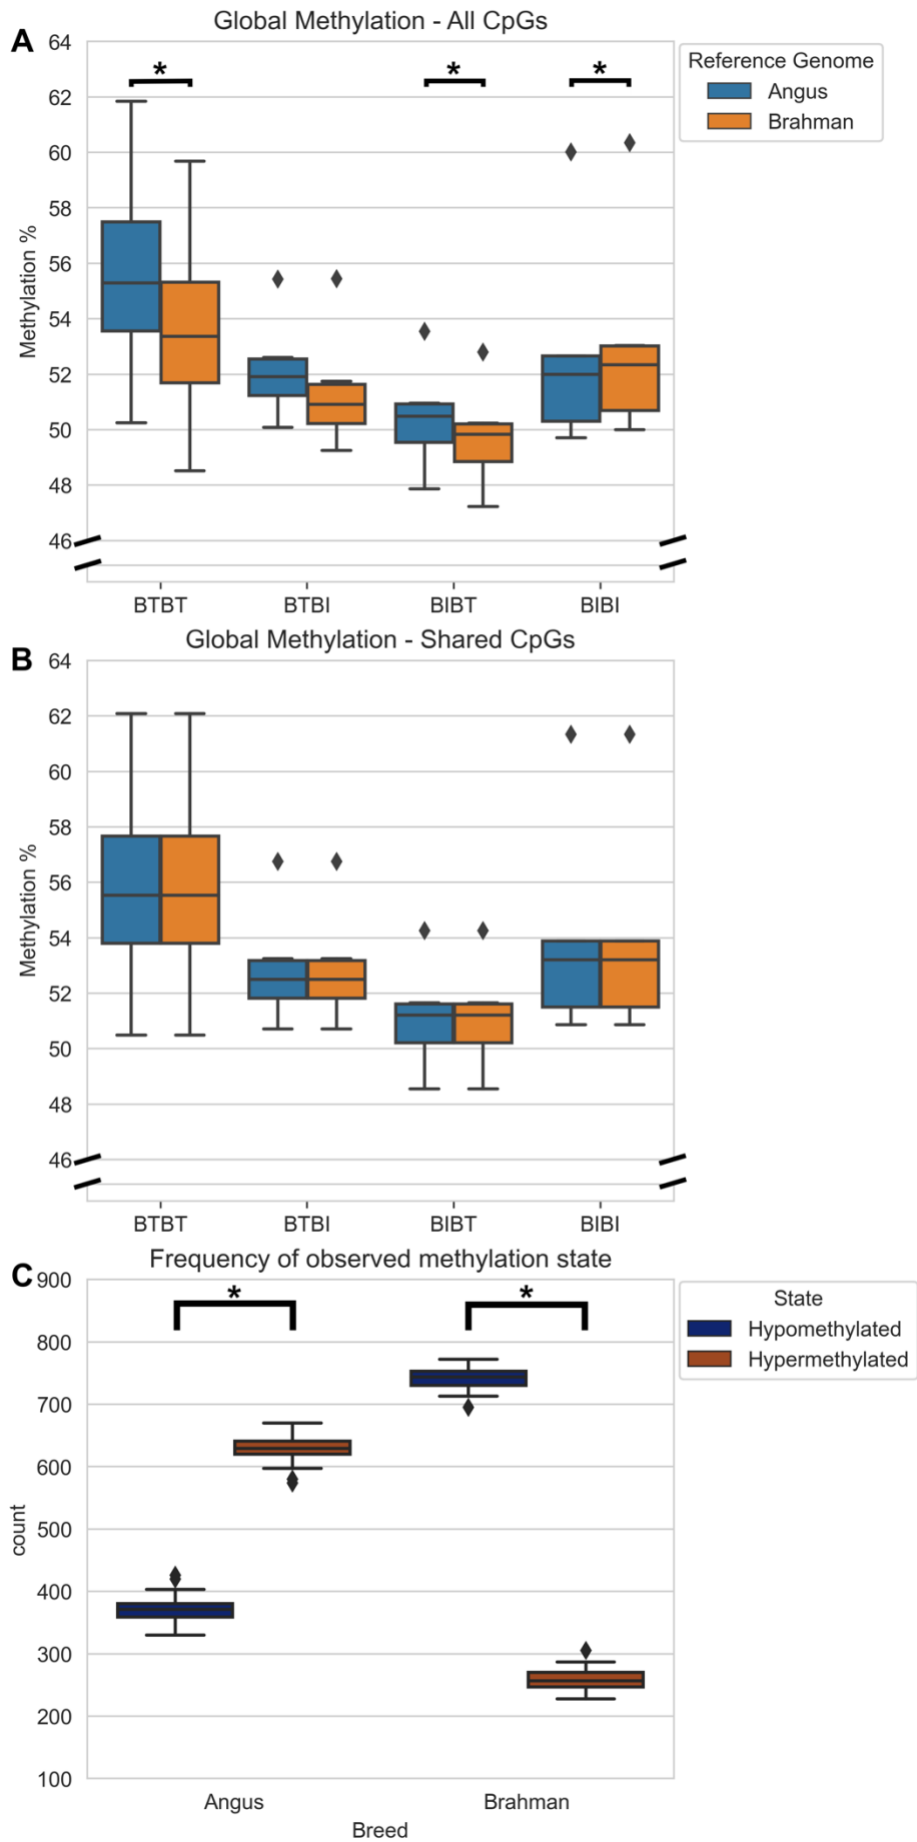 A
Global Methylation - All CpGs
64
62
60
58
56
54
52
50
48
46
Methylation %
*
*
*
Reference Genome
Angus
Brahman
BTBT BTBI BIBT BIBI
B
Global Methylation - Shared CpGs
64
62
60
58
56
54
52
50
48
46
Methylation %
BTBT BTBI BIBT BIBI
C
Frequency of observed methylation state
900
800
700
600
500
400
300
200
100
count
*
*
State
Hypomethylated
Hypermethylated
Angus Brahman
Breed